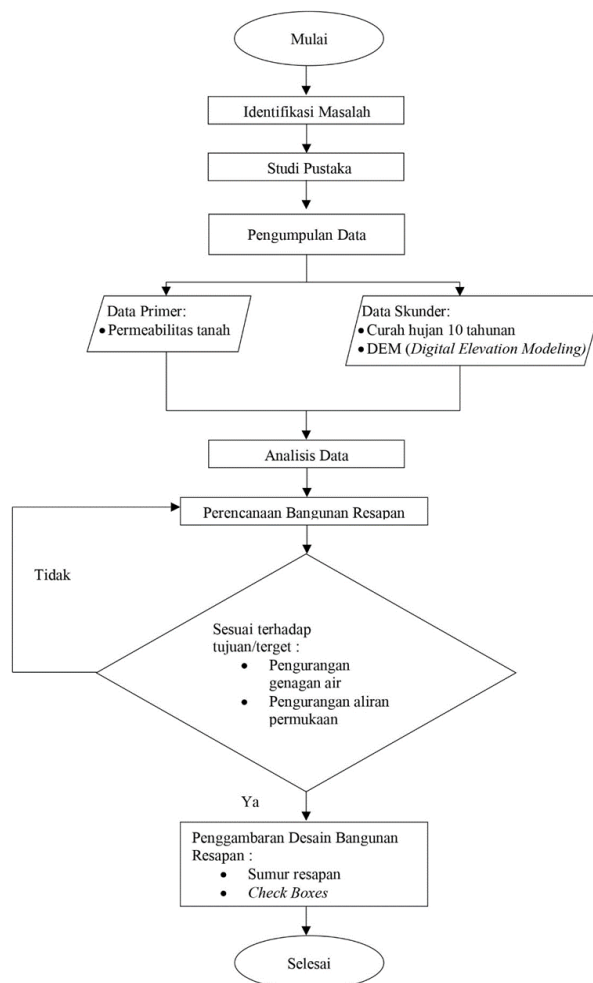 Mulai
Identifikasi Masalah
Studi Pustaka
Pengumpulan Data
Data Primer:
• Permeabilitas tanah
Data Skunder:
• Curah hujan 10 tahunan
• DEM (Digital Elevation Modeling)
Analisis Data
Perencanaan Bangunan Resapan
Tidak
Sesuai terhadap
tujuan/terget :
• Pengurangan
genagan air
• Pengurangan aliran
permukaan
Ya
Penggambaran Desain Bangunan
Resapan :
• Sumur resapan
• Check Boxes
Selesai